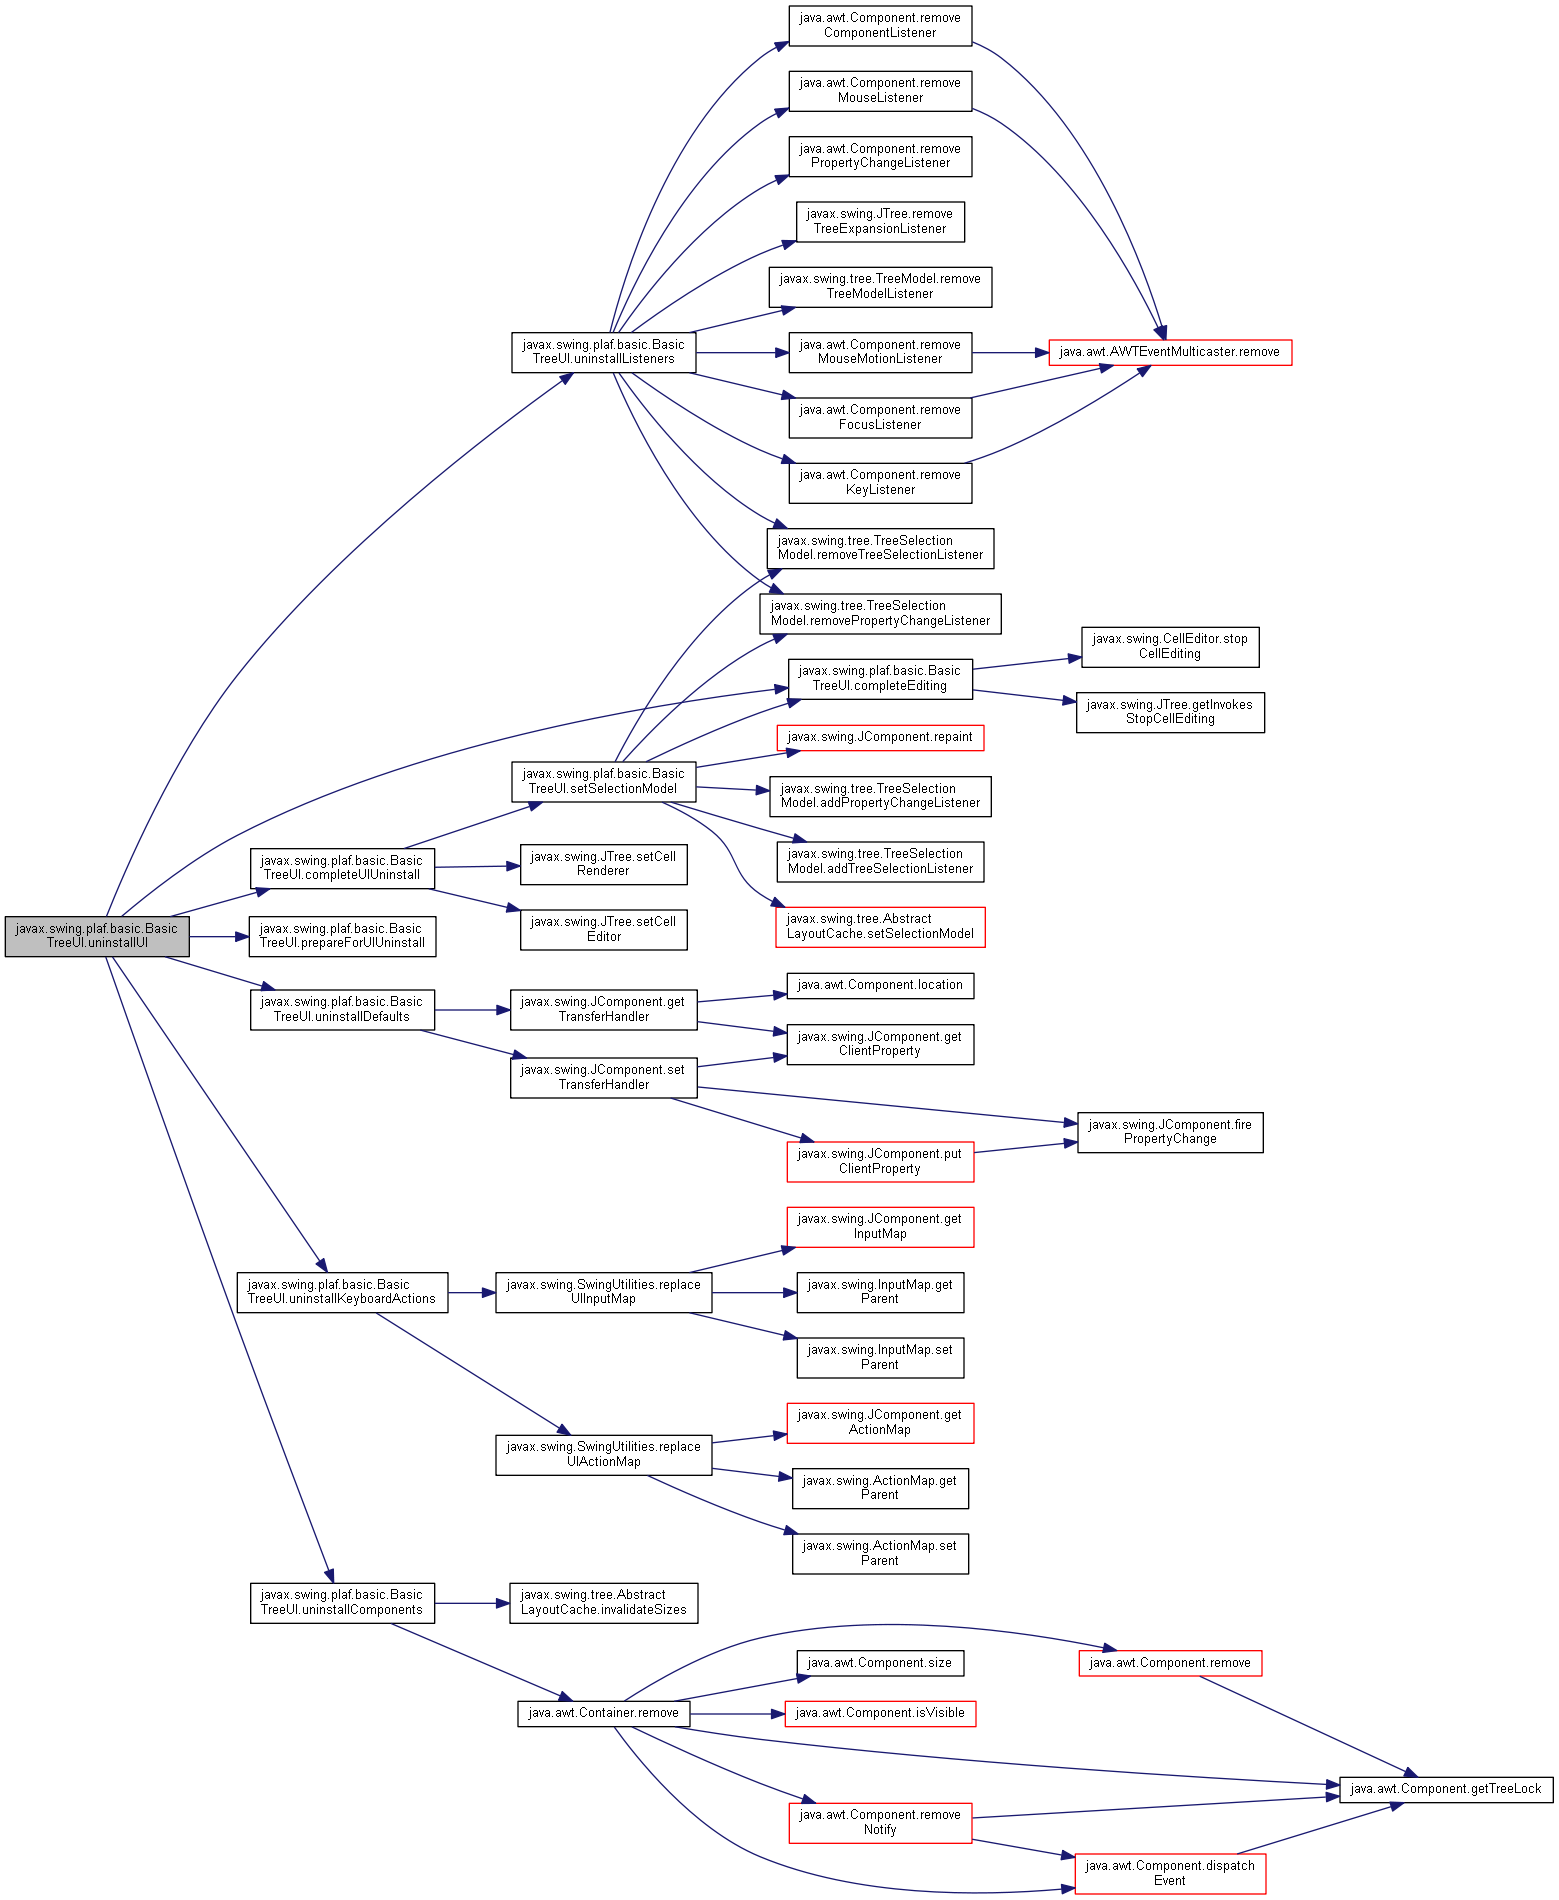 java.awt.Component.remove
ComponentListener
java.awt.Component.remove
MouseListener
java.awt.Component.remove
PropertyChangeListener
javax.swing.JTree.remove
TreeExpansionListener
javax.swing.tree.TreeModel.remove
TreeModelListener
javax.swing.plaf.basic.Basic
TreeUI.uninstallListeners
java.awt.Component.remove
MouseMotionListener
java.awt.AWTEventMulticaster.remove
java.awt.Component.remove
FocusListener
java.awt.Component.remove
KeyListener
javax.swing.tree.TreeSelection
Model.removeTreeSelectionListener
javax.swing.tree.TreeSelection
Model.removePropertyChangeListener
javax.swing.plaf.basic.Basic
TreeUI.completeEditing
javax.swing.CellEditor.stop
CellEditing
javax.swing.JTree.getInvokes
StopCellEditing
javax.swing.JComponent.repaint
javax.swing.plaf.basic.Basic
TreeUI.setSelectionModel
javax.swing.tree.TreeSelection
Model.addPropertyChangeListener
javax.swing.tree.TreeSelection
Model.addTreeSelectionListener
javax.swing.plaf.basic.Basic
TreeUI.completeUIUninstall
javax.swing.JTree.setCell
Renderer
javax.swing.JTree.setCell
Editor
javax.swing.tree.Abstract
LayoutCache.setSelectionModel
javax.swing.plaf.basic.Basic
TreeUI.uninstallUI
javax.swing.plaf.basic.Basic
TreeUI.prepareForUIUninstall
javax.swing.plaf.basic.Basic
TreeUI.uninstallDefaults
javax.swing.JComponent.get
TransferHandler
java.awt.Component.location
javax.swing.JComponent.get
ClientProperty
javax.swing.JComponent.set
TransferHandler
javax.swing.JComponent.fire
PropertyChange
javax.swing.JComponent.put
ClientProperty
javax.swing.JComponent.get
InputMap
javax.swing.plaf.basic.Basic
TreeUI.uninstallKeyboardActions
javax.swing.SwingUtilities.replace
UIInputMap
javax.swing.InputMap.get
Parent
javax.swing.InputMap.set
Parent
javax.swing.JComponent.get
ActionMap
javax.swing.SwingUtilities.replace
UIActionMap
javax.swing.ActionMap.get
Parent
javax.swing.ActionMap.set
Parent
javax.swing.plaf.basic.Basic
TreeUI.uninstallComponents
javax.swing.tree.Abstract
LayoutCache.invalidateSizes
java.awt.Component.size
java.awt.Component.remove
java.awt.Container.remove
java.awt.Component.isVisible
java.awt.Component.getTreeLock
java.awt.Component.remove
Notify
java.awt.Component.dispatch
Event